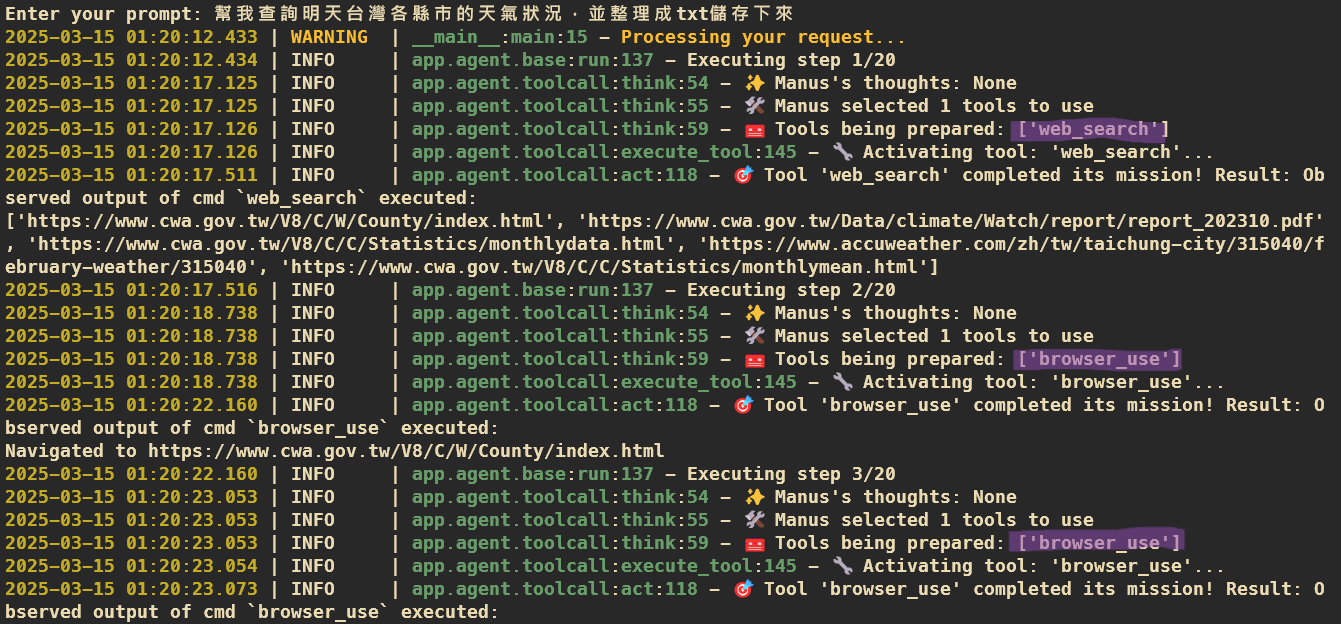 Enter your prompt: 幫我查詢明天台灣各縣市的天氣狀況，並整理成txt儲存下來
2025-03-15 01:20:12.433 | WARNING  | __main__:main:15 - Processing your request...
2025-03-15 01:20:12.434 | INFO     | app.agent.base:run:137 - Executing step 1/20
2025-03-15 01:20:17.125 | INFO     | app.agent.toolcall:think:54 - ✨ Manus's thoughts: None
2025-03-15 01:20:17.125 | INFO     | app.agent.toolcall:think:55 - 🛠️ Manus selected 1 tools to use
2025-03-15 01:20:17.126 | INFO     | app.agent.toolcall:think:59 - 🧰 Tools being prepared: ['web_search']
2025-03-15 01:20:17.126 | INFO     | app.agent.toolcall:execute_tool:145 - 🔧 Activating tool: 'web_search'...
2025-03-15 01:20:17.511 | INFO     | app.agent.toolcall:act:118 - 🎯 Tool 'web_search' completed its mission! Result: Ob
served output of cmd `web_search` executed:
['https://www.cwa.gov.tw/V8/C/W/County/index.html', 'https://www.cwa.gov.tw/Data/climate/Watch/report/report_202310.pdf'
, 'https://www.cwa.gov.tw/V8/C/C/Statistics/monthlydata.html', 'https://www.accuweather.com/zh/tw/taichung-city/315040/f
ebruary-weather/315040', 'https://www.cwa.gov.tw/V8/C/C/Statistics/monthlymean.html']
2025-03-15 01:20:17.516 | INFO     | app.agent.base:run:137 - Executing step 2/20
2025-03-15 01:20:18.738 | INFO     | app.agent.toolcall:think:54 - ✨ Manus's thoughts: None
2025-03-15 01:20:18.738 | INFO     | app.agent.toolcall:think:55 - 🛠️ Manus selected 1 tools to use
2025-03-15 01:20:18.738 | INFO     | app.agent.toolcall:think:59 - 🧰 Tools being prepared: ['browser_use']
2025-03-15 01:20:18.738 | INFO     | app.agent.toolcall:execute_tool:145 - 🔧 Activating tool: 'browser_use'...
2025-03-15 01:20:22.160 | INFO     | app.agent.toolcall:act:118 - 🎯 Tool 'browser_use' completed its mission! Result: O
bserved output of cmd `browser_use` executed:
Navigated to https://www.cwa.gov.tw/V8/C/W/County/index.html
2025-03-15 01:20:22.160 | INFO     | app.agent.base:run:137 - Executing step 3/20
2025-03-15 01:20:23.053 | INFO     | app.agent.toolcall:think:54 - ✨ Manus's thoughts: None
2025-03-15 01:20:23.053 | INFO     | app.agent.toolcall:think:55 - 🛠️ Manus selected 1 tools to use
2025-03-15 01:20:23.053 | INFO     | app.agent.toolcall:think:59 - 🧰 Tools being prepared: ['browser_use']
2025-03-15 01:20:23.054 | INFO     | app.agent.toolcall:execute_tool:145 - 🔧 Activating tool: 'browser_use'...
2025-03-15 01:20:23.073 | INFO     | app.agent.toolcall:act:118 - 🎯 Tool 'browser_use' completed its mission! Result: O
bserved output of cmd `browser_use` executed: